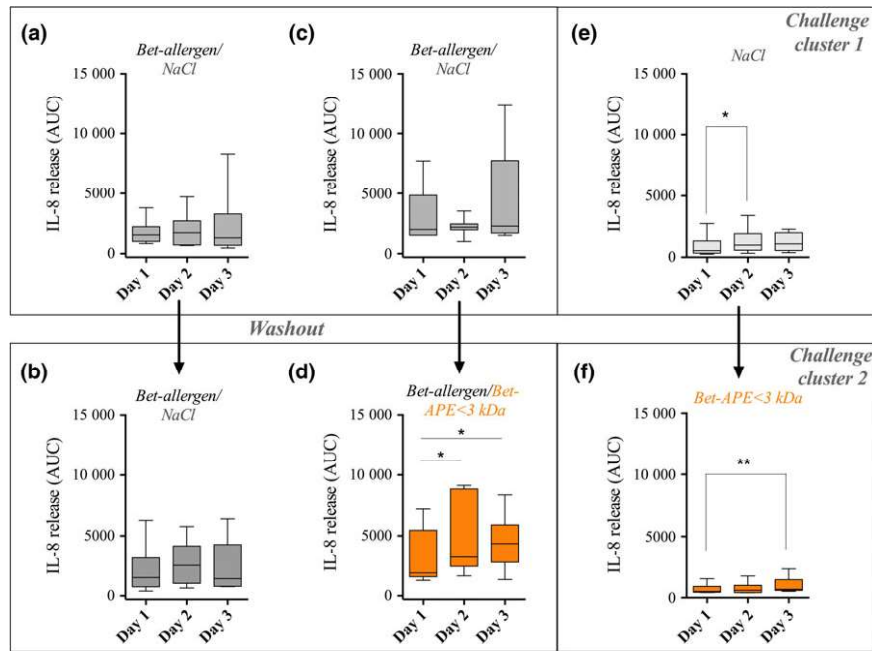 (a)
Bet-allergen/
NaCl
IL-8 release (AUC)
15 000
10 000
5000
0
Day 1
Day 2
Day 3
(c)
Bet-allergen/
NaCl
IL-8 release (AUC)
15 000
10 000
5000
0
Day 1
Day 2
Day 3
Challenge
cluster 1
(e)
NaCl
IL-8 release (AUC)
15 000
10 000
5000
0
*
Day 1
Day 2
Day 3
Washout
(b)
Bet-allergen/
NaCl
IL-8 release (AUC)
15 000
10 000
5000
0
Day 1
Day 2
Day 3
(d)
Bet-allergen/Bet-
APE<3 kDa
IL-8 release (AUC)
15 000
10 000
5000
0
*
*
Day 1
Day 2
Day 3
Challenge
cluster 2
(f)
Bet-APE<3 kDa
IL-8 release (AUC)
15 000
10 000
5000
0
**
Day 1
Day 2
Day 3